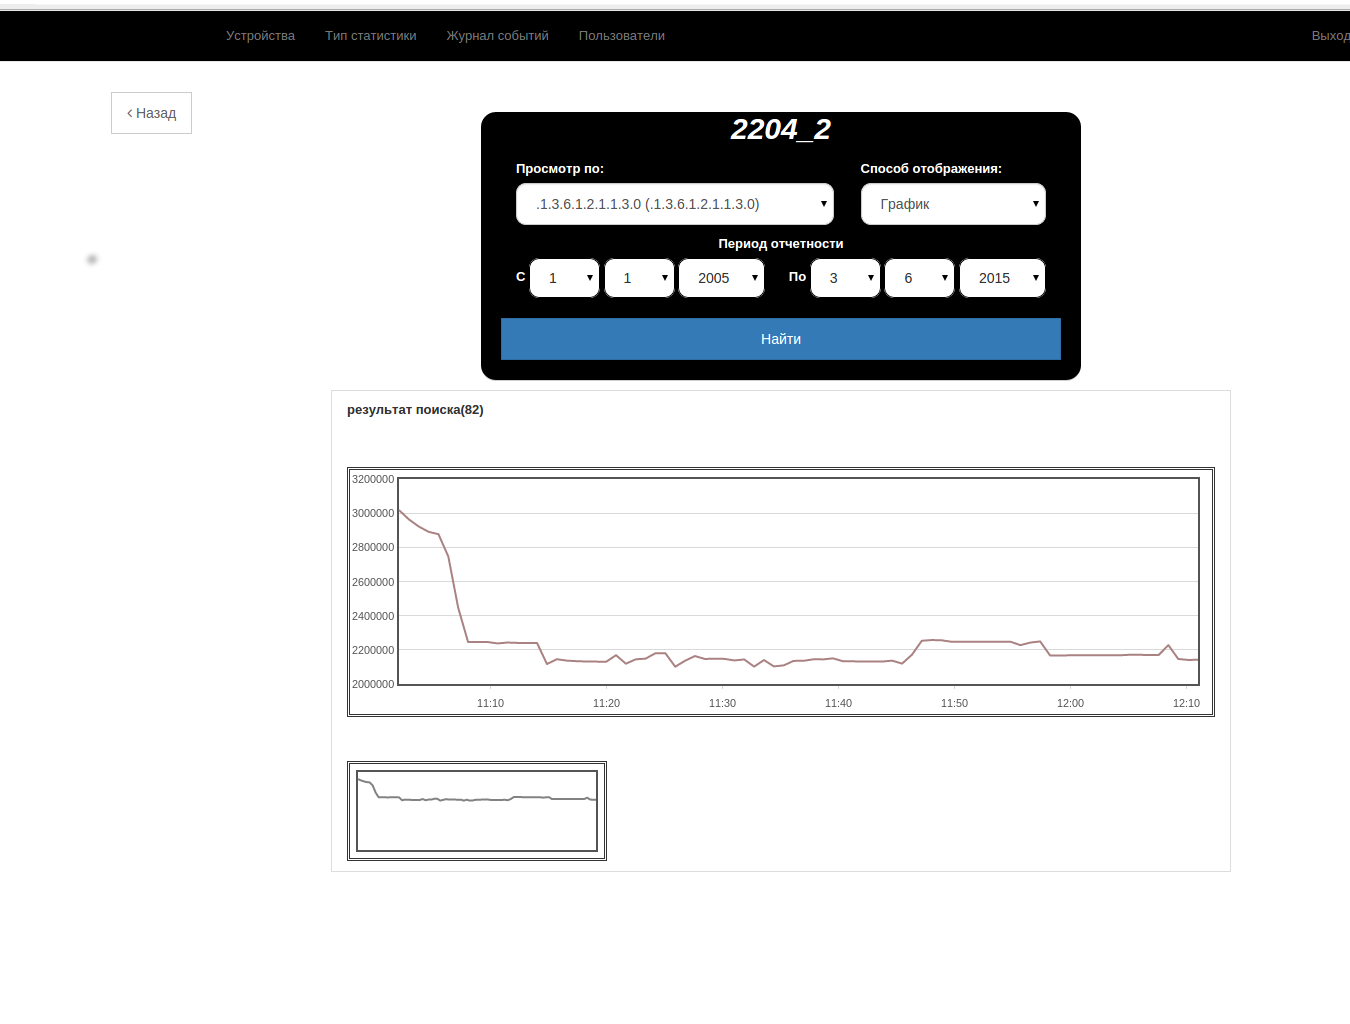 Устройства Тип статистики Журнал событий Пользователи Выход
‹ Назад
2204_2
Просмотр по: Способ отображения:
.1.3.6.1.2.1.1.3.0 (.1.3.6.1.2.1.1.3.0) График
Период отчетности
С 1 1 2005 По 3 6 2015
Найти
результат поиска(82)
3200000
3000000
2800000
2600000
2400000
2200000
2000000
11:10 11:20 11:30 11:40 11:50 12:00 12:10